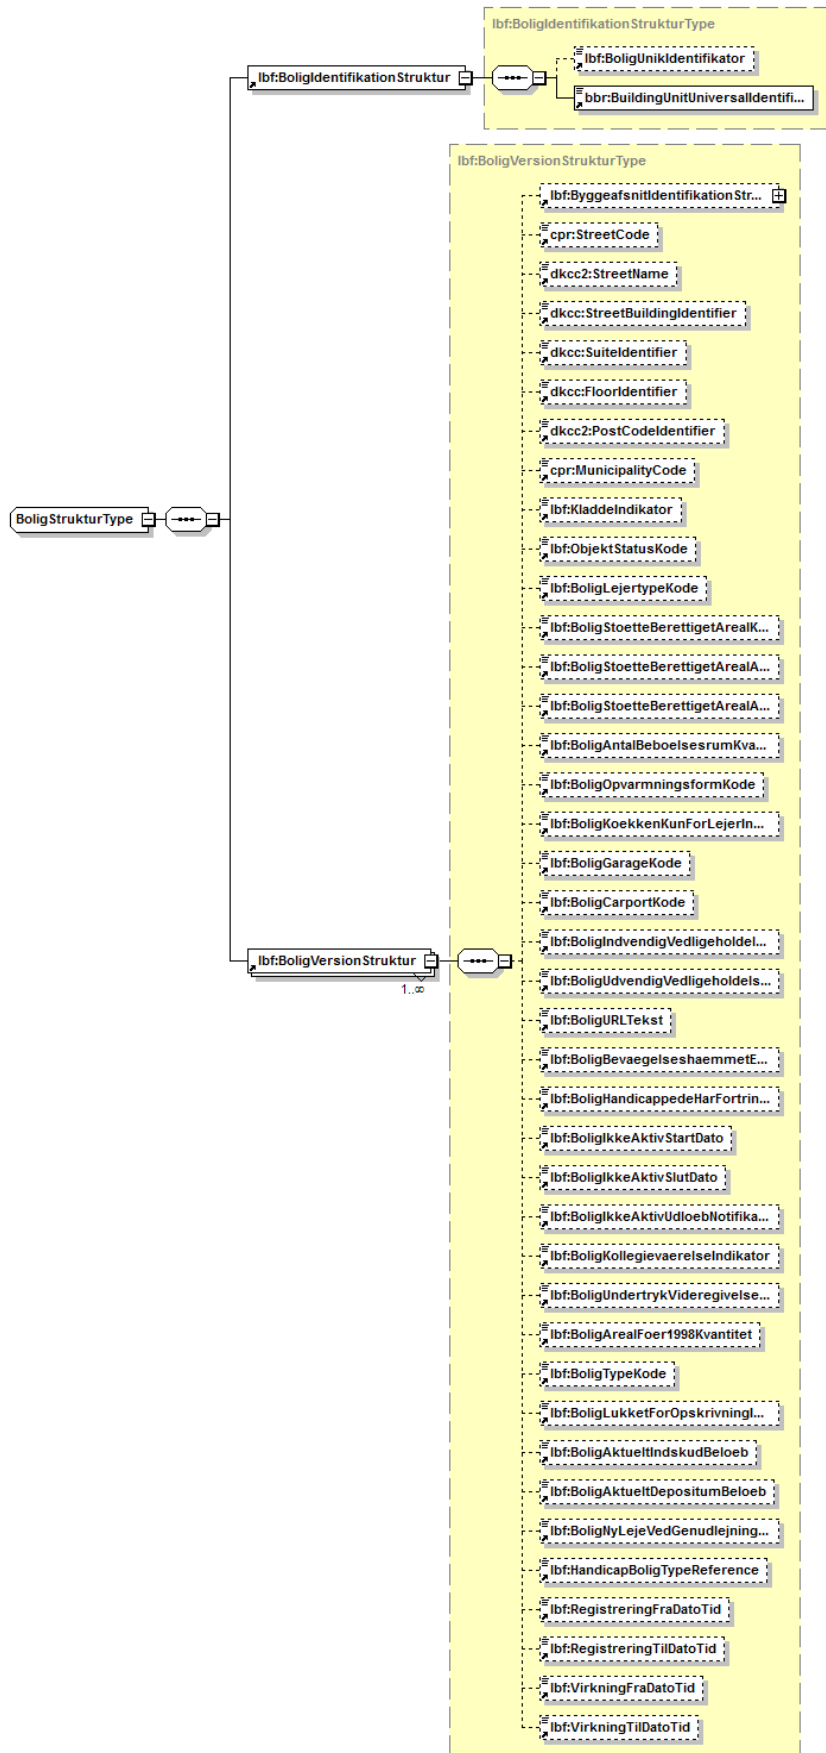 lbf:BoligIdentifikationStrukturType
lbf:BoligIdentifikationStruktur
lbf:BoligUnikIdentifikator
bbr:BuildingUnitUniversalIdentifi...
lbf:BoligVersionStrukturType
lbf:ByggeafsnitIdentifikationStr...
cpr:StreetCode
dkcc2:StreetName
dkcc:StreetBuildingIdentifier
dkcc:SuiteIdentifier
dkcc:FloorIdentifier
dkcc2:PostCodeIdentifier
cpr:MunicipalityCode
lbf:KladdeIndikator
BoligStrukturType
lbf:ObjektStatusKode
lbf:BoligLejertypeKode
lbf:BoligStoetteBerettigetArealK...
lbf:BoligStoetteBerettigetArealA...
lbf:BoligStoetteBerettigetArealA...
lbf:BoligAntalBeboelsesrumKva...
lbf:BoligOpvarmningsformKode
lbf:BoligKoekkenKunForLejerIn...
lbf:BoligGarageKode
lbf:BoligCarportKode
lbf:BoligIndvendigVedligeholdel...
lbf:BoligVersionStruktur
1..∞
lbf:BoligUdvendigVedligeholdels...
lbf:BoligURLTekst
lbf:BoligBevaegelseshaemmetE...
lbf:BoligHandicappedeHarFortrin...
lbf:BoligIkkeAktivStartDato
lbf:BoligIkkeAktivSlutDato
lbf:BoligIkkeAktivUdloebNotifika...
lbf:BoligKollegievaerelseIndikator
lbf:BoligUndertrykVideregivelse...
lbf:BoligArealFoer1998Kvantitet
lbf:BoligTypeKode
lbf:BoligLukketForOpskrivningI...
lbf:BoligAktueltIndskudBeloeb
lbf:BoligAktueltDepositumBeloeb
lbf:BoligNyLejeVedGenudlejning...
lbf:HandicapBoligTypeReference
lbf:RegistreringFraDatoTid
lbf:RegistreringTilDatoTid
lbf:VirkningFraDatoTid
lbf:VirkningTilDatoTid